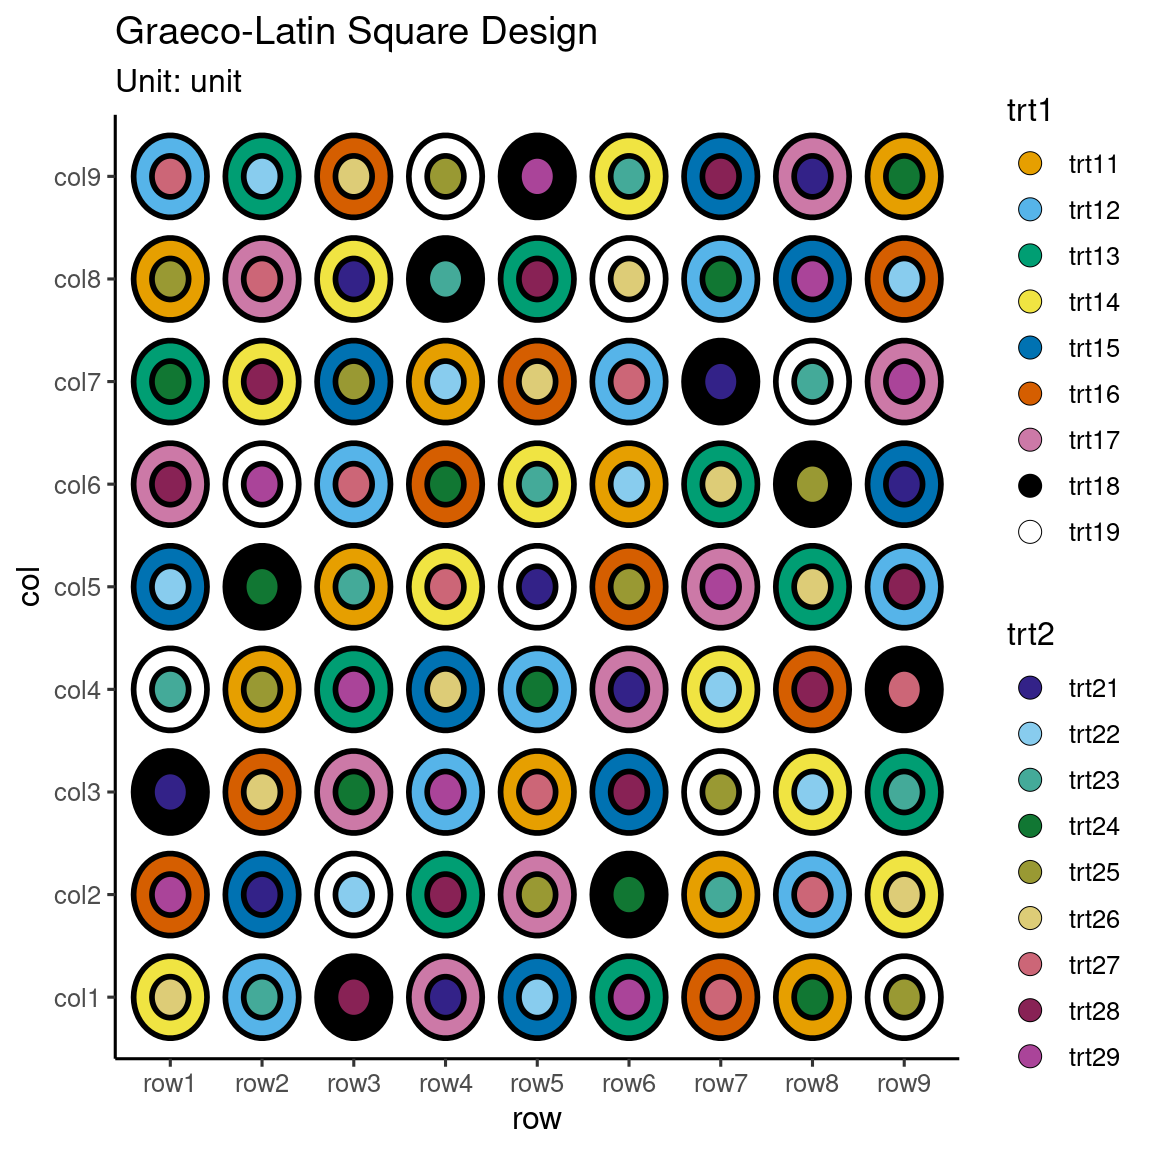 Graeco-Latin Square Design
Unit: unit
col9
col8
col7
col6
col5
col4
col3
col2
col1
col
row1 row2 row3 row4 row5 row6 row7 row8 row9
row
trt1
trt11
trt12
trt13
trt14
trt15
trt16
trt17
trt18
trt19
trt2
trt21
trt22
trt23
trt24
trt25
trt26
trt27
trt28
trt29